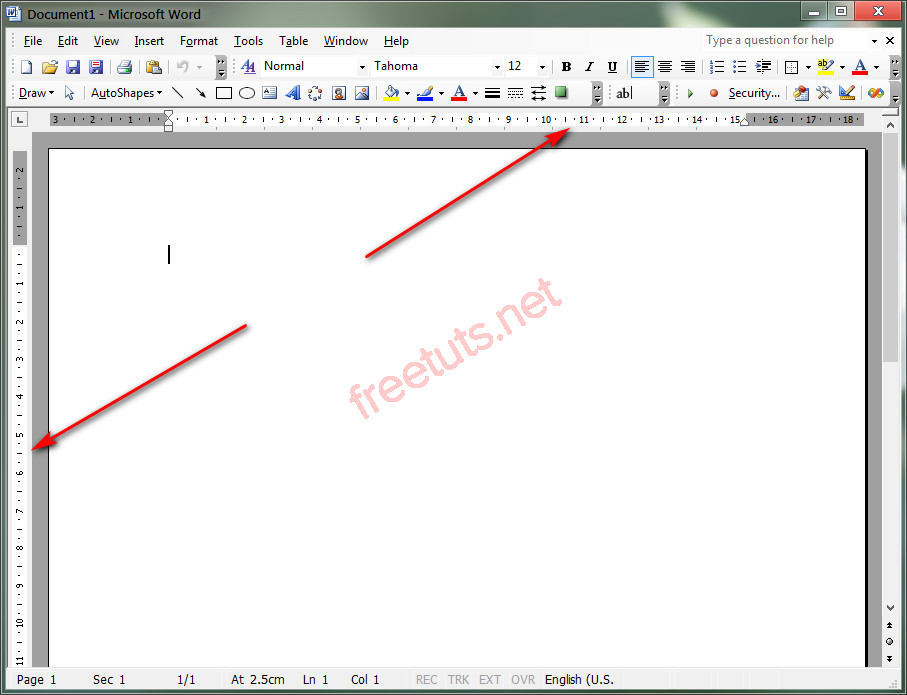 Document1 - Microsoft Word
File Edit View Insert Format Tools Table Window Help Type a question for help
Normal Tahoma 12 B I U
Draw AutoShapes ab Security...
3 2 1 1 2 3 4 5 6 7 8 9 10 11 12 13 14 15 16 17 18
2
1
1
2
3
4
5
6
7
8
9
10
11
freetuts.net
Page 1 Sec 1 1/1 At 2.5cm Ln 1 Col 1 REC TRK EXT OVR English (U.S.